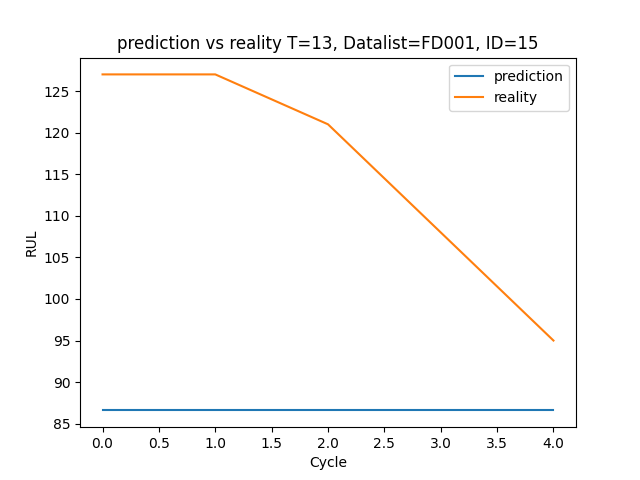 prediction vs reality T=13, Datalist=FD001, ID=15
prediction
reality
RUL
125
120
115
110
105
100
95
90
85
0.0 0.5 1.0 1.5 2.0 2.5 3.0 3.5 4.0
Cycle